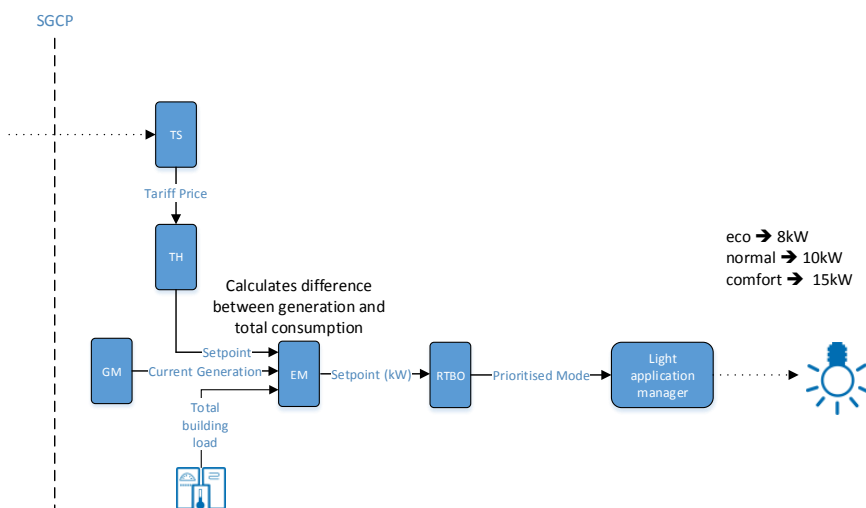 SGCP
TS
Tariff Price
TH
eco ➔ 8kW
normal ➔ 10kW
comfort ➔ 15kW
Calculates difference
between generation and
total consumption
Setpoint
GM
Current Generation
EM
Setpoint (kW)
RTBO
Prioritised Mode
Light
application
manager
Total
building
load